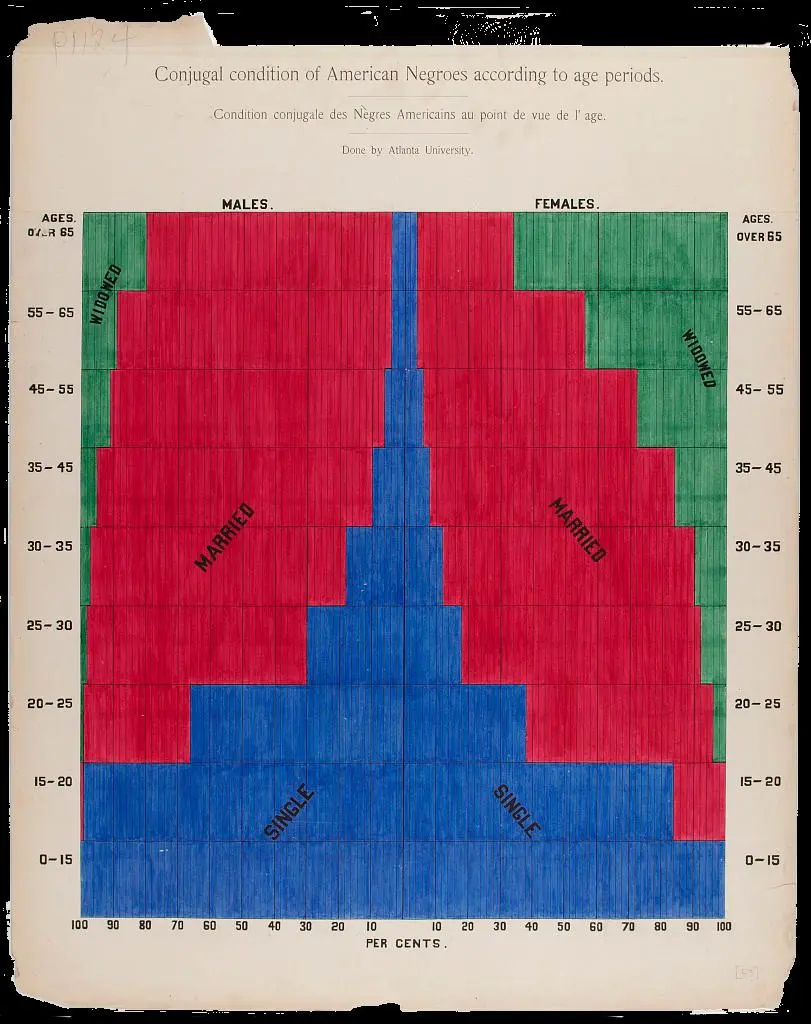 P1124
Conjugal condition of American Negroes according to age periods.
Condition conjugale des Nègres Americains au point de vue de l' age.
Done by Atlanta University.
MALES.
FEMALES.
AGES.
AGES.
OVER 65
OVER 65
WIDOWED
55-65
55-65
WIDOWED
45-55
45-55
35-45
35-45
MARRIED
MARRIED
30-35
30-35
25-30
25-30
20-25
20-25
15-20
15-20
SINGLE
SINGLE
0-15
0-15
100 90 80 70 60 50 40 30 20 10 10 20 30 40 50 60 70 80 90 100
PER CENTS.
[63]